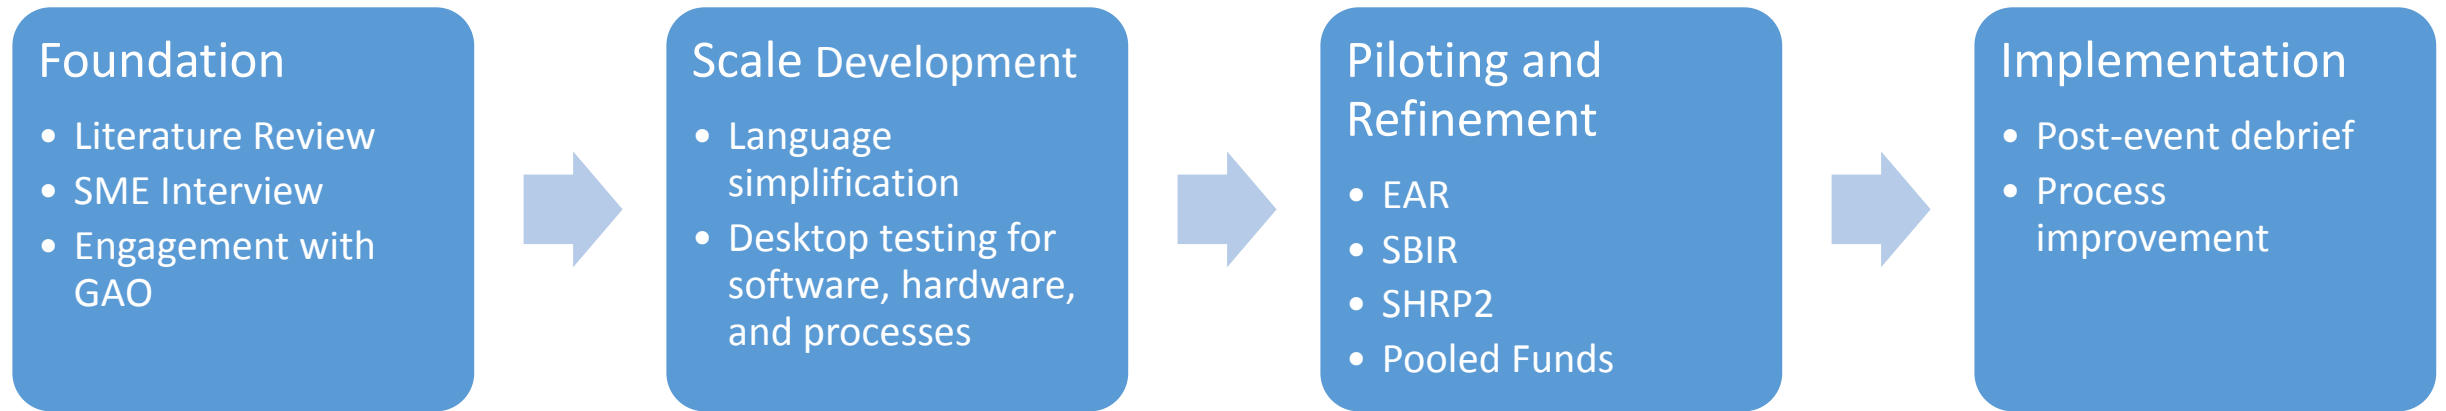 Foundation
• Literature Review
• SME Interview
• Engagement with
GAO
Scale Development
• Language
simplification
• Desktop testing for
software, hardware,
and processes
Piloting and
Refinement
• EAR
• SBIR
• SHRP2
• Pooled Funds
Implementation
• Post-event debrief
• Process
improvement